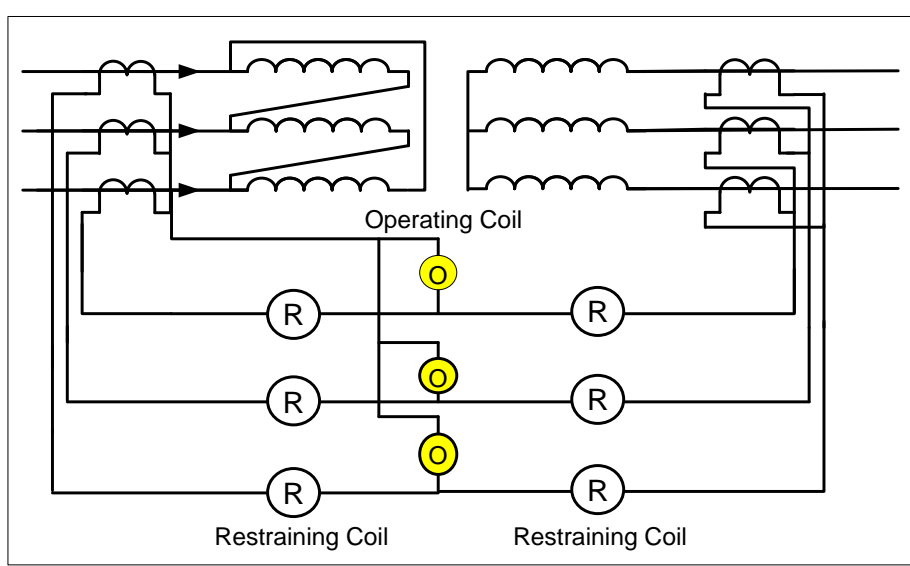 Operating Coil
O
R R
O
R R
O
R R
Restraining Coil Restraining Coil